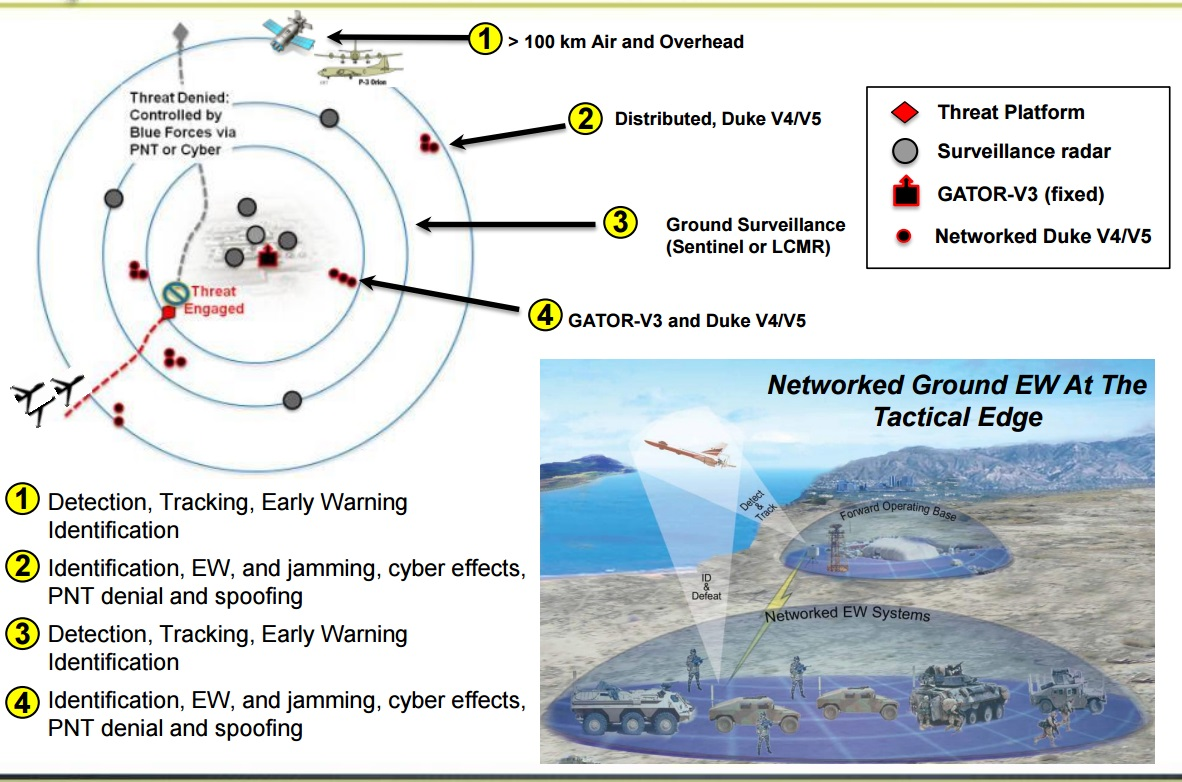 1 > 100 km Air and Overhead
P-3 Orion
Threat Denied:
Controlled by
Blue Forces via
PNT or Cyber
2 Distributed, Duke V4/V5
3 Ground Surveillance
(Sentinel or LCMR)
Threat
Engaged
4 GATOR-V3 and Duke V4/V5
Threat Platform
Surveillance radar
GATOR-V3 (fixed)
Networked Duke V4/V5
1 Detection, Tracking, Early Warning
Identification
2 Identification, EW, and jamming, cyber effects,
PNT denial and spoofing
3 Detection, Tracking, Early Warning
Identification
4 Identification, EW, and jamming, cyber effects,
PNT denial and spoofing
Networked Ground EW At The
Tactical Edge
Detect
&
Track
Forward Operating Base
ID
&
Defeat
Networked EW Systems